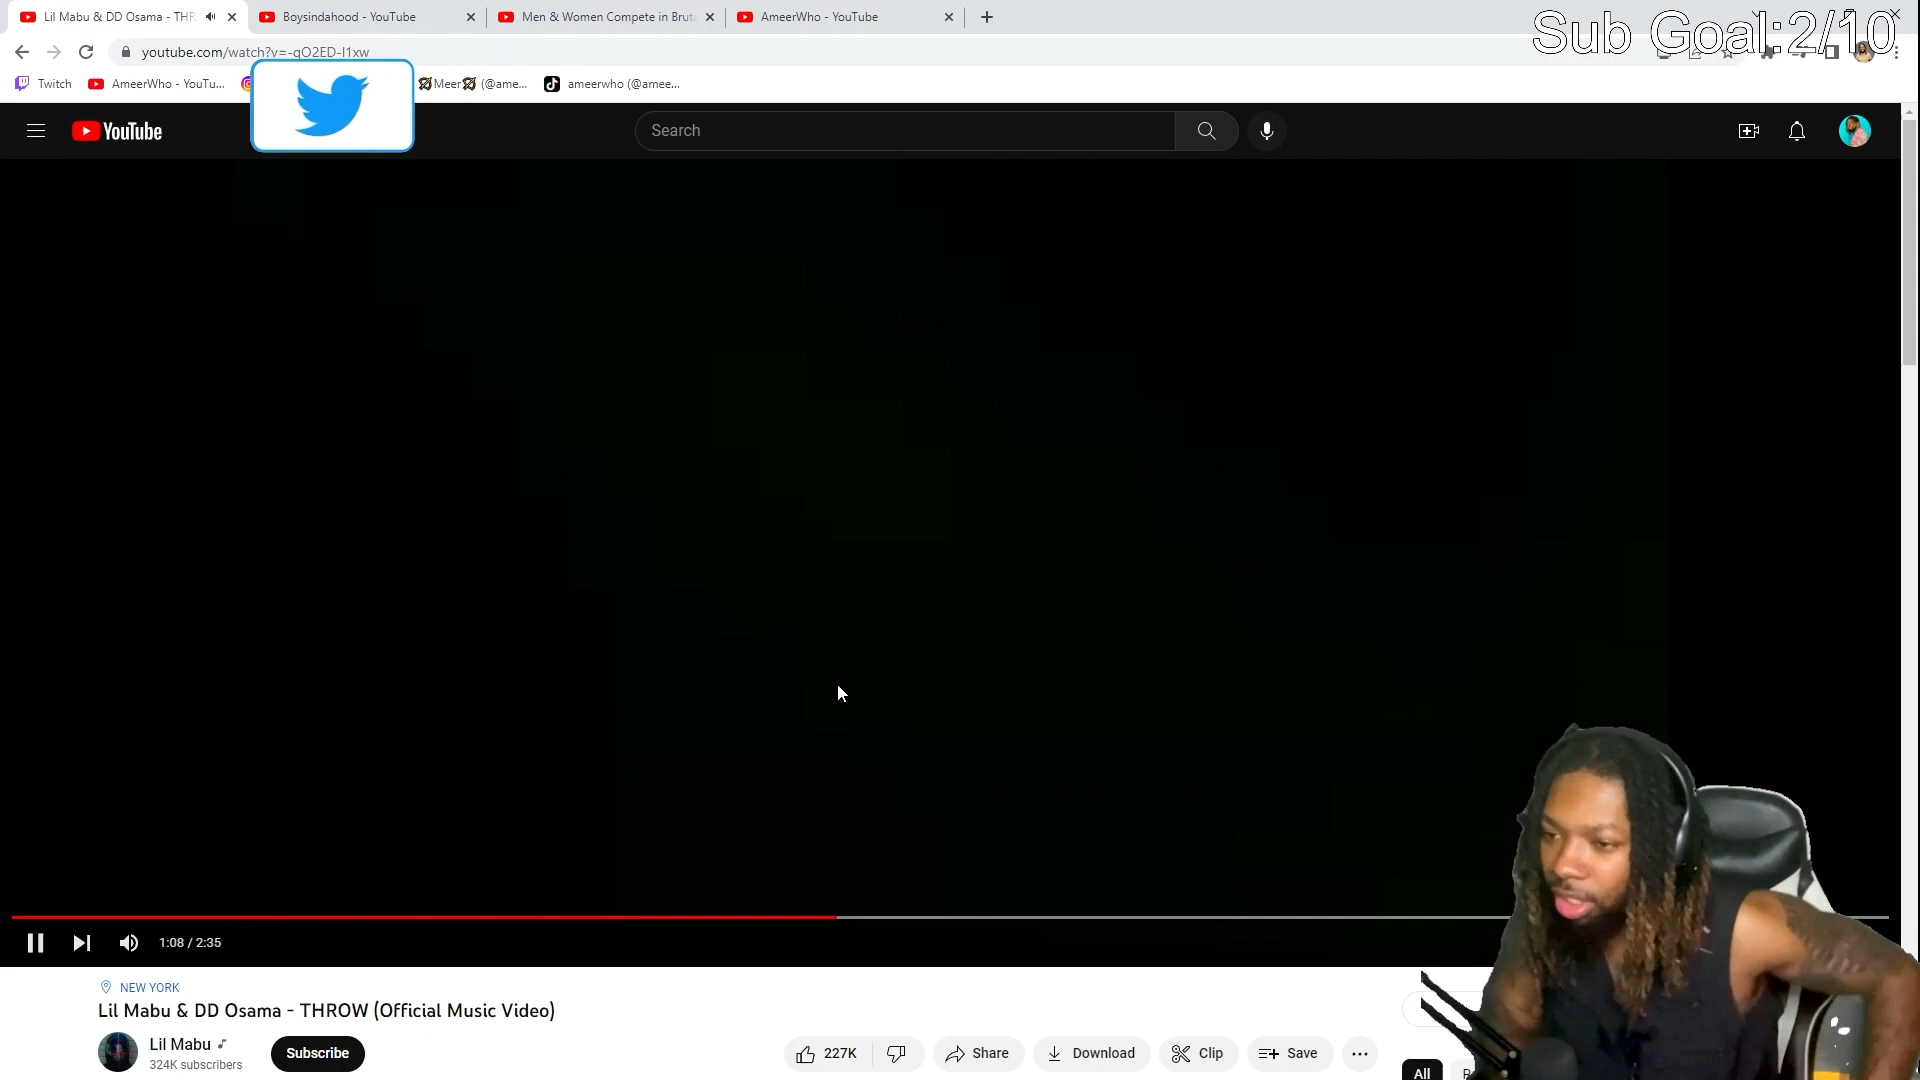 Lil Mabu & DD Osama - THR
Boysindahood - YouTube
Men & Women Compete in Bruta
AmeerWho - YouTube
Sub Goal:2/10
youtube.com/watch?v=-qO2ED-I1xw
Twitch
AmeerWho - YouTu...
Meer (@ame...
ameerwho (@amee...
YouTube
Search
1:08 / 2:35
NEW YORK
Lil Mabu & DD Osama - THROW (Official Music Video)
Lil Mabu
324K subscribers
Subscribe
227K
Share
Download
Clip
Save
All